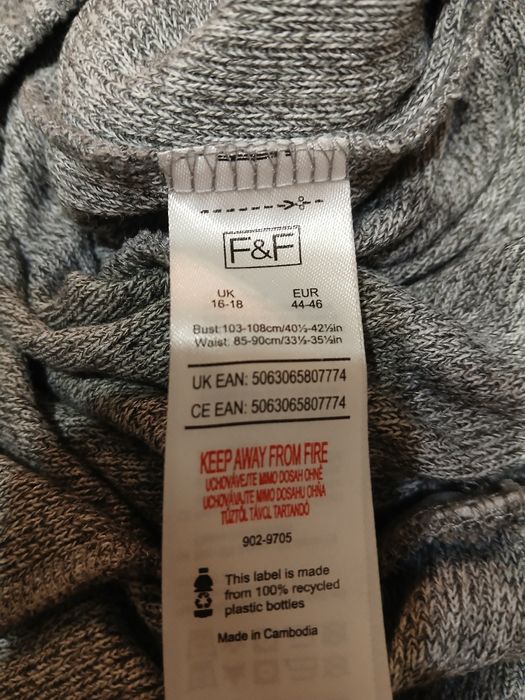 F&F
UK EUR
16-18 44-46
Bust:103-108cm/40½-42½in
Waist: 85-90cm/33½-35½in
UK EAN: 5063065807774
CE EAN: 5063065807774
KEEP AWAY FROM FIRE
UCHOVÁVEJTE MIMO DOSAH OHNĚ
UCHOVÁVAJTE MIMO DOSAHU OHŇA
TŰZTŐL TÁVOL TARTANDÓ
902-9705
This label is made
from 100% recycled
plastic bottles
Made in Cambodia